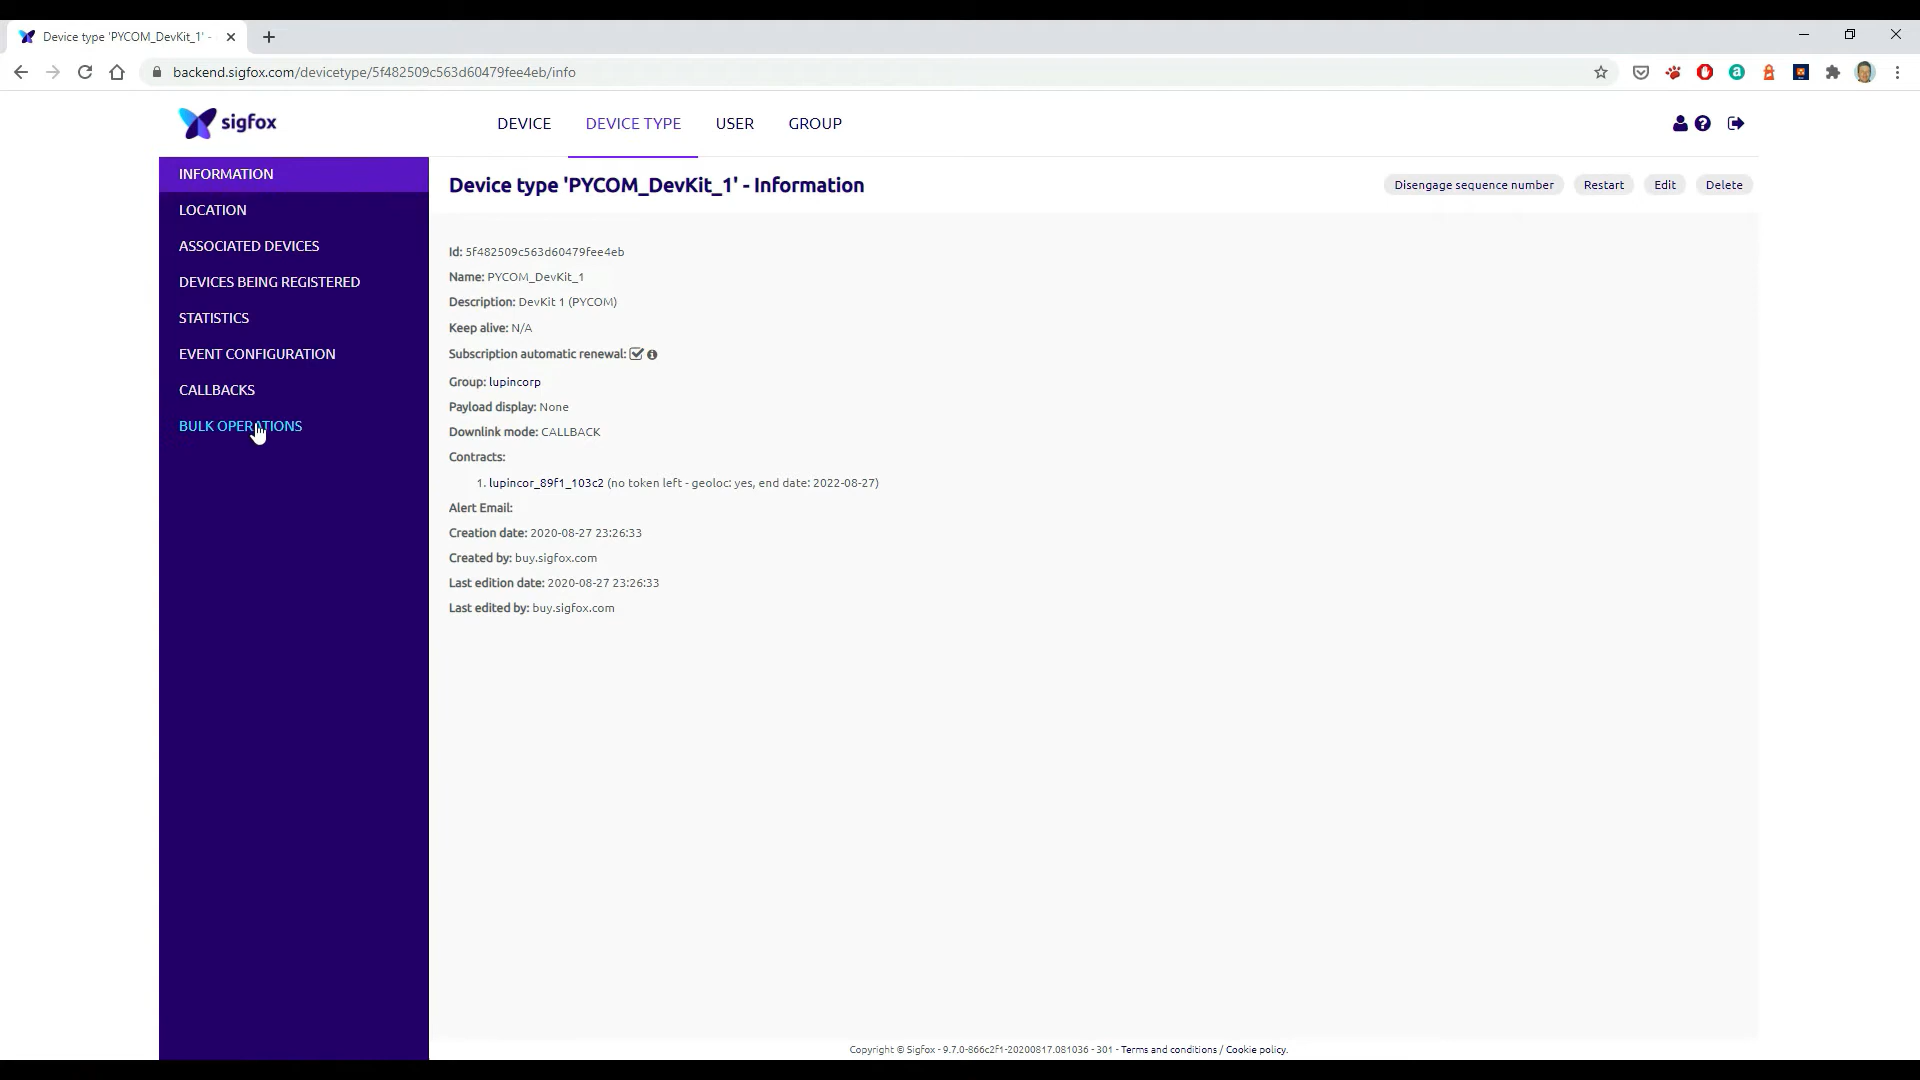 Device type 'PYCOM_DevKit_1' -
backend.sigfox.com/devicetype/5f482509c563d60479fee4eb/info
sigfox
DEVICE
DEVICE TYPE
USER
GROUP
INFORMATION
LOCATION
ASSOCIATED DEVICES
DEVICES BEING REGISTERED
STATISTICS
EVENT CONFIGURATION
CALLBACKS
BULK OPERATIONS
Device type 'PYCOM_DevKit_1' - Information
Disengage sequence number
Restart
Edit
Delete
Id: 5f482509c563d60479fee4eb
Name: PYCOM_DevKit_1
Description: DevKit 1 (PYCOM)
Keep alive: N/A
Subscription automatic renewal:
Group: lupincorp
Payload display: None
Downlink mode: CALLBACK
Contracts:
1. lupincor_89f1_103c2 (no token left - geoloc: yes, end date: 2022-08-27)
Alert Email:
Creation date: 2020-08-27 23:26:33
Created by: buy.sigfox.com
Last edition date: 2020-08-27 23:26:33
Last edited by: buy.sigfox.com
Copyright © Sigfox - 9.7.0-866c2f1-20200817.081036 - 301 - Terms and conditions / Cookie policy.